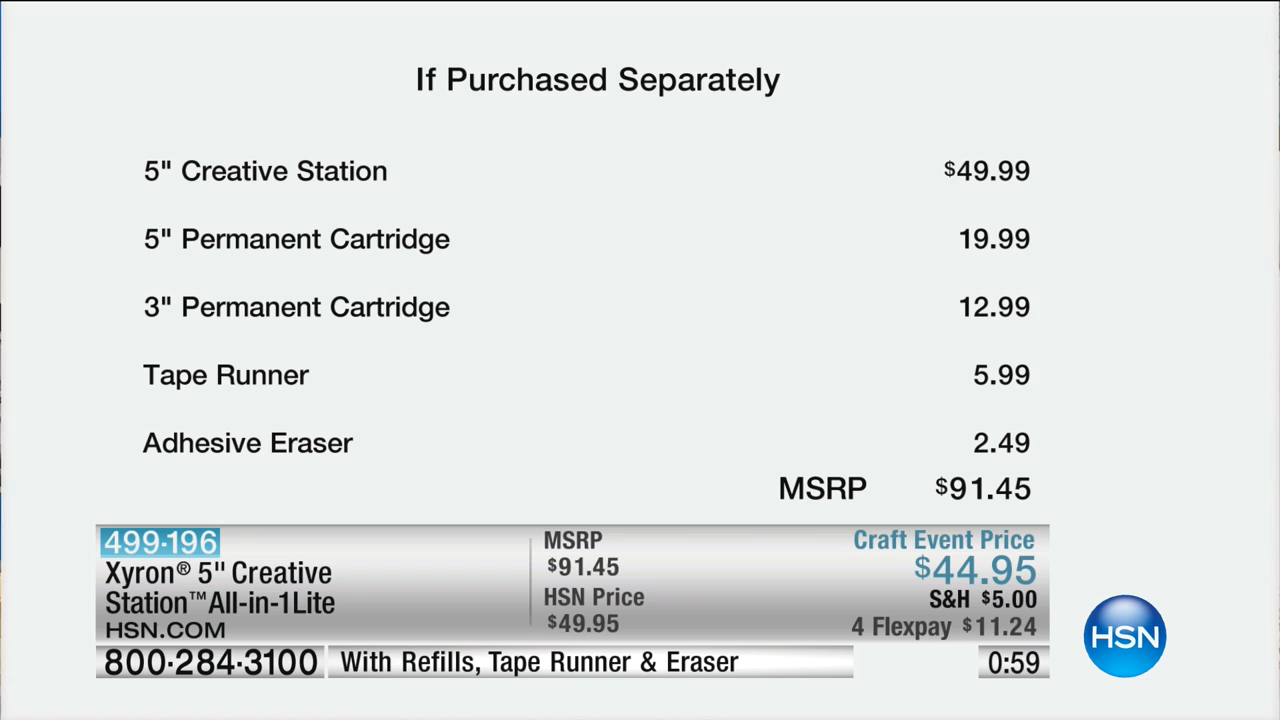 If Purchased Separately
5" Creative Station $49.99
5" Permanent Cartridge 19.99
3" Permanent Cartridge 12.99
Tape Runner 5.99
Adhesive Eraser 2.49
MSRP $91.45
499·196
Xyron® 5" Creative
Station™ All-in-1 Lite
HSN.COM
MSRP
$91.45
HSN Price
$49.95
Craft Event Price
$44.95
S&H $5.00
4 Flexpay $11.24
800·284·3100
With Refills, Tape Runner & Eraser
0:59
HSN